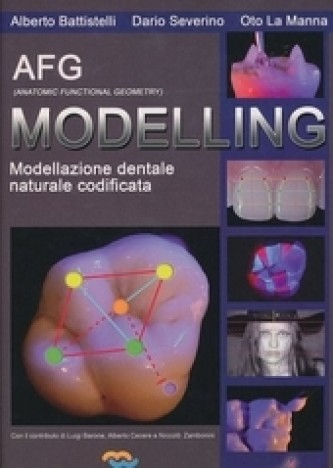 Alberto Battistelli Dario Severino Oto La Manna
AFG
(ANATOMIC FUNCTIONAL GEOMETRY)
MODELLING
Modellazione dentale
naturale codificata
Con il contributo di Luigi Barone, Alberto Canere e Niccolò Zamboni